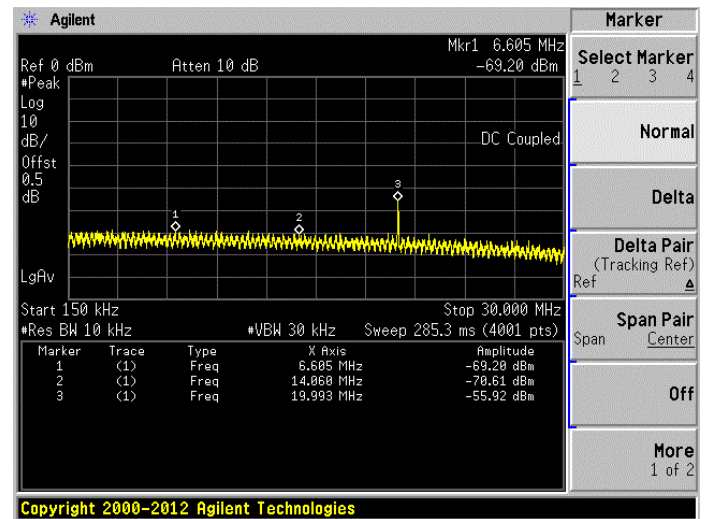 Agilent
Marker
Mkr1 6.605 MHz
Ref 0 dBm Atten 10 dB -69.20 dBm
#Peak
Log
10
dB/
Offst
0.5
dB
DC Coupled
1
2
3
LgAv
Start 150 kHz Stop 30.000 MHz
#Res BW 10 kHz #VBW 30 kHz Sweep 285.3 ms (4001 pts)
Marker Trace Type X Axis Amplitude
1 (1) Freq 6.605 MHz -69.20 dBm
2 (1) Freq 14.060 MHz -70.61 dBm
3 (1) Freq 19.993 MHz -55.92 dBm
Select Marker
1 2 3 4
Normal
Delta
Delta Pair
(Tracking Ref)
Ref Δ
Span Pair
Span Center
Off
More
1 of 2
Copyright 2000-2012 Agilent Technologies